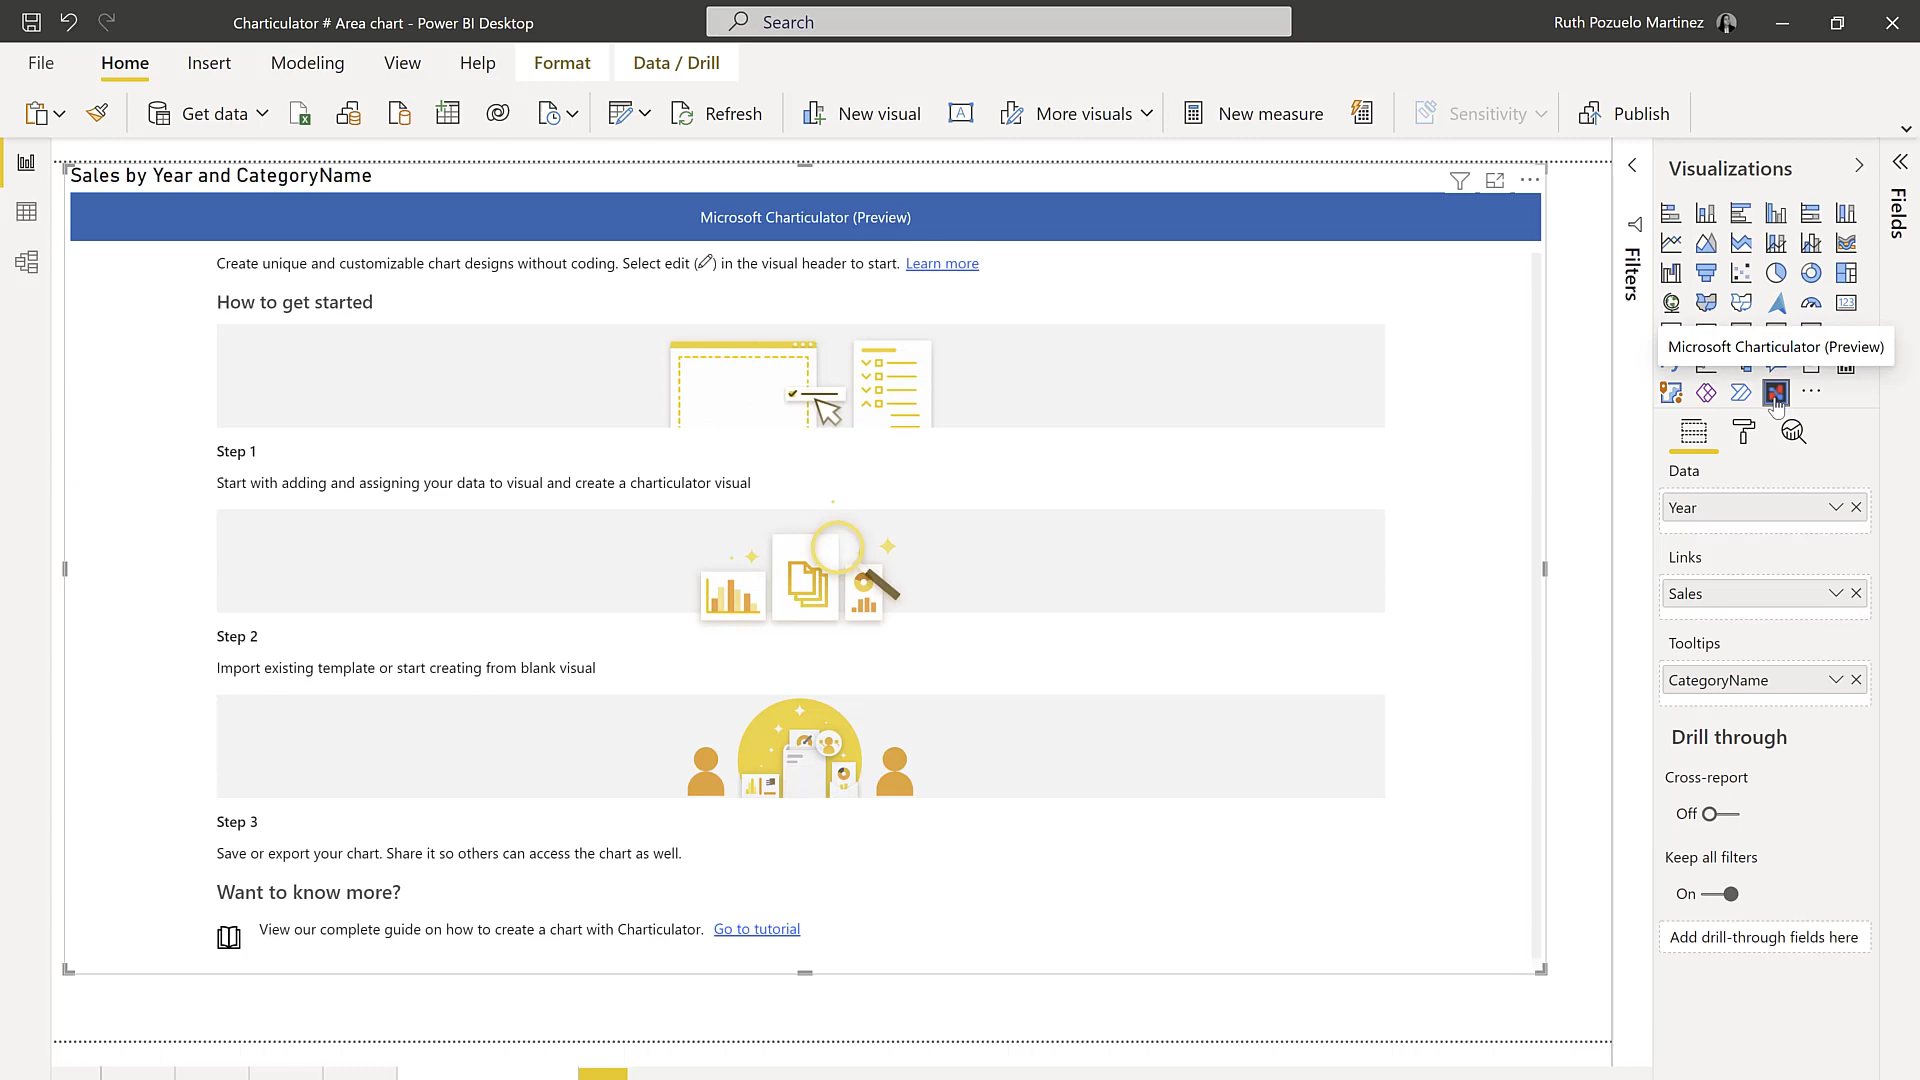 Charticulator # Area chart - Power BI Desktop
Search
Ruth Pozuelo Martinez
File
Home
Insert
Modeling
View
Help
Format
Data / Drill
Get data
Refresh
New visual
More visuals
New measure
Sensitivity
Publish
Sales by Year and CategoryName
Microsoft Charticulator (Preview)
Create unique and customizable chart designs without coding. Select edit ( ) in the visual header to start. Learn more
How to get started
Step 1
Start with adding and assigning your data to visual and create a charticulator visual
Step 2
Import existing template or start creating from blank visual
Step 3
Save or export your chart. Share it so others can access the chart as well.
Want to know more?
View our complete guide on how to create a chart with Charticulator. Go to tutorial
Filters
Visualizations
123
Microsoft Charticulator (Preview)
Data
Year
Links
Sales
Tooltips
CategoryName
Drill through
Cross-report
Off
Keep all filters
On
Add drill-through fields here
Fields